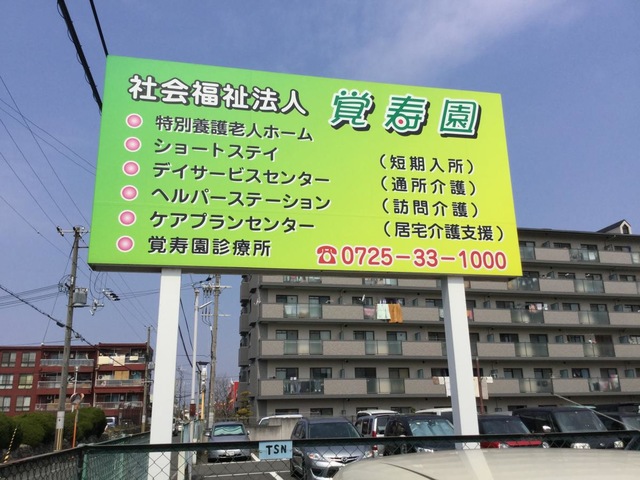 社会福祉法人 覚寿園
特別養護老人ホーム
ショートステイ (短期入所)
デイサービスセンター (通所介護)
ヘルパーステーション (訪問介護)
ケアプランセンター (居宅介護支援)
覚寿園診療所
☎0725-33-1000
TSN